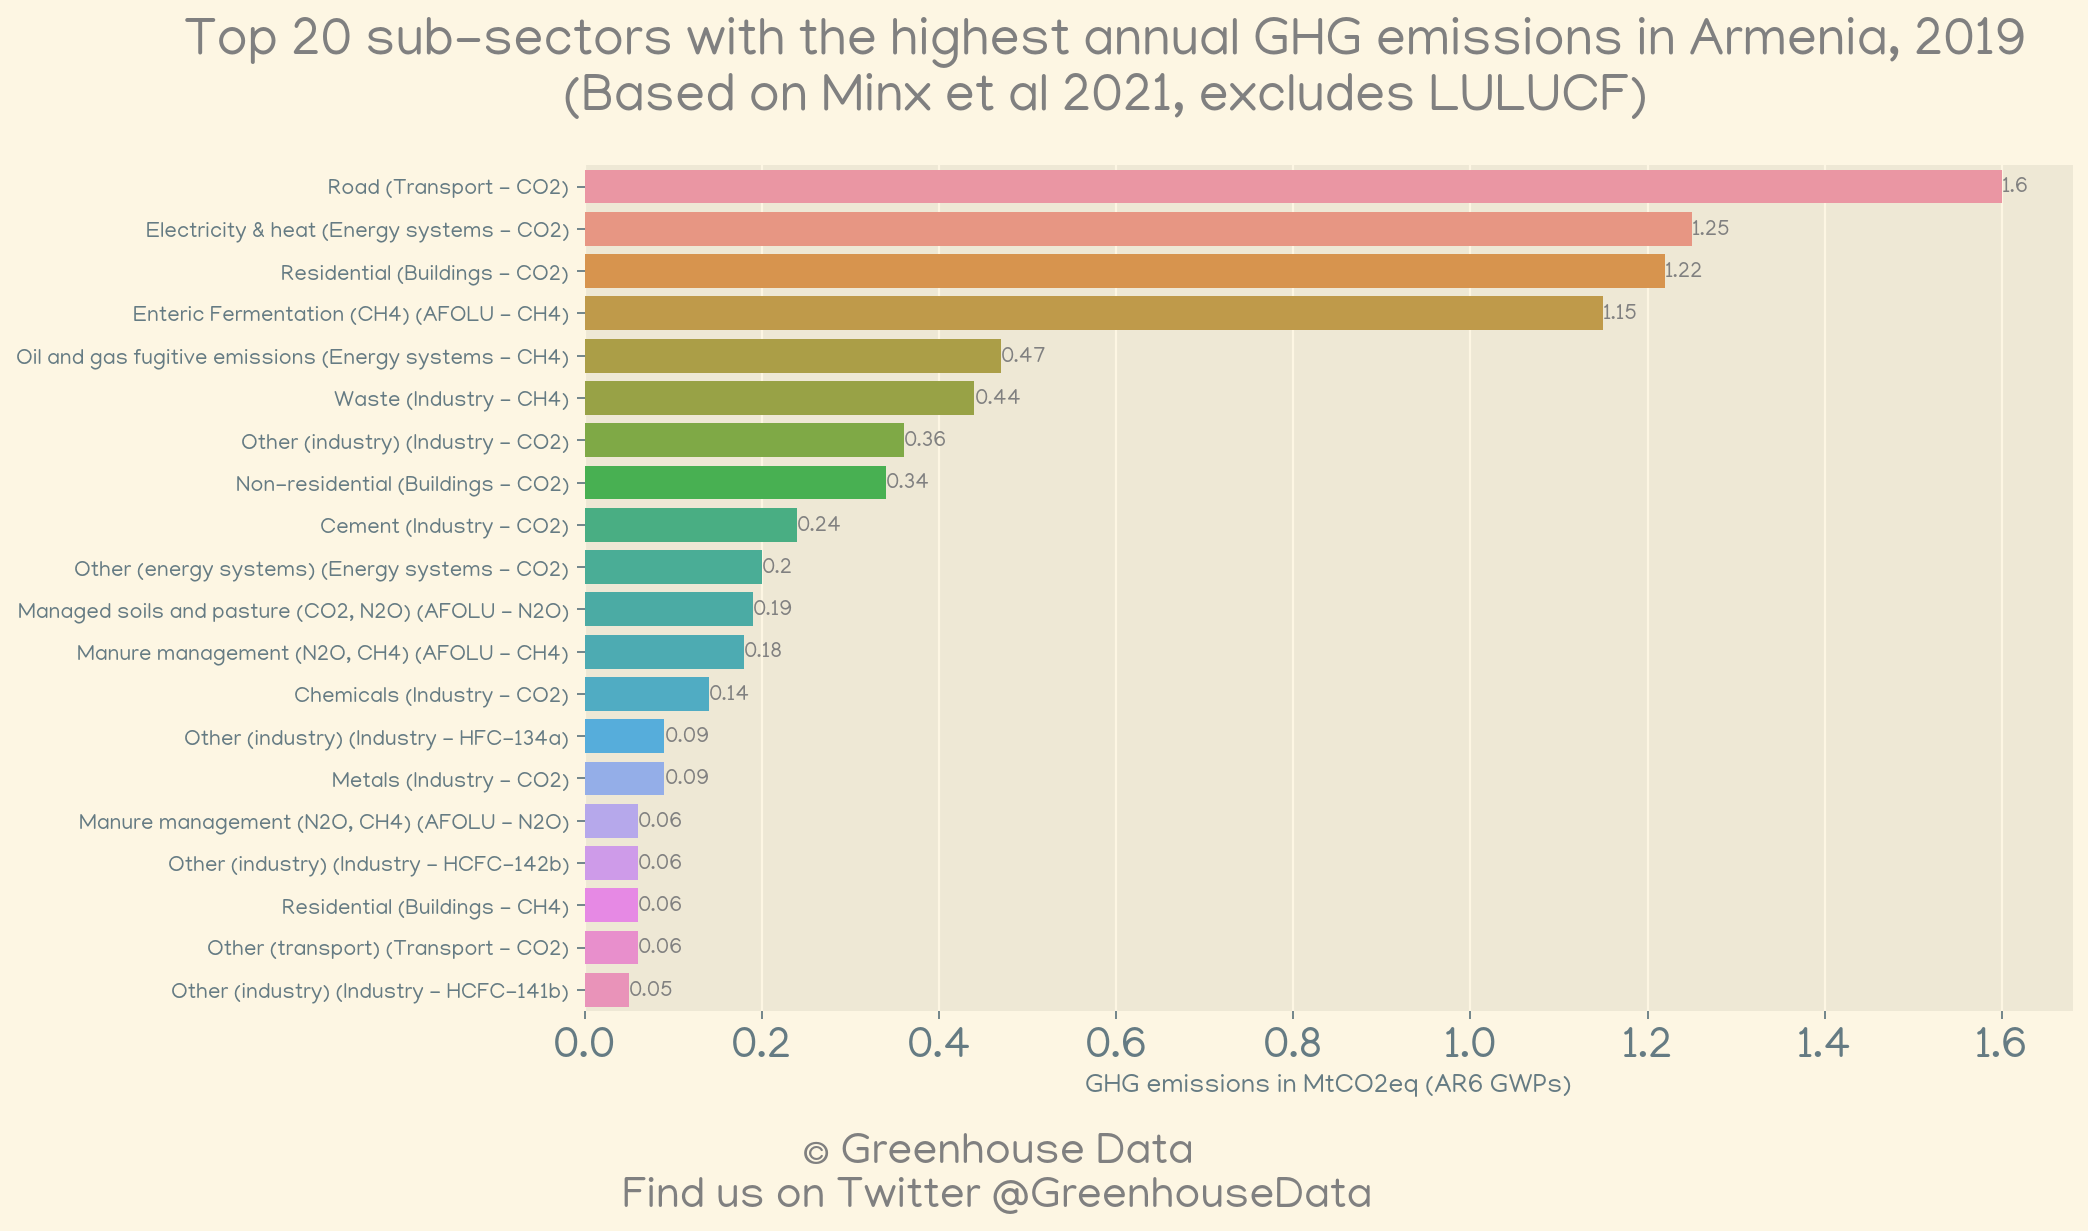 Top 20 sub-sectors with the highest annual GHG emissions in Armenia, 2019
(Based on Minx et al 2021, excludes LULUCF)
Road (Transport - CO2) 1.6
Electricity & heat (Energy systems - CO2) 1.25
Residential (Buildings - CO2) 1.22
Enteric Fermentation (CH4) (AFOLU - CH4) 1.15
Oil and gas fugitive emissions (Energy systems - CH4) 0.47
Waste (Industry - CH4) 0.44
Other (industry) (Industry - CO2) 0.36
Non-residential (Buildings - CO2) 0.34
Cement (Industry - CO2) 0.24
Other (energy systems) (Energy systems - CO2) 0.2
Managed soils and pasture (CO2, N2O) (AFOLU - N2O) 0.19
Manure management (N2O, CH4) (AFOLU - CH4) 0.18
Chemicals (Industry - CO2) 0.14
Other (industry) (Industry - HFC-134a) 0.09
Metals (Industry - CO2) 0.09
Manure management (N2O, CH4) (AFOLU - N2O) 0.06
Other (industry) (Industry - HCFC-142b) 0.06
Residential (Buildings - CH4) 0.06
Other (transport) (Transport - CO2) 0.06
Other (industry) (Industry - HCFC-141b) 0.05
0.0 0.2 0.4 0.6 0.8 1.0 1.2 1.4 1.6
GHG emissions in MtCO2eq (AR6 GWPs)
© Greenhouse Data
Find us on Twitter @GreenhouseData